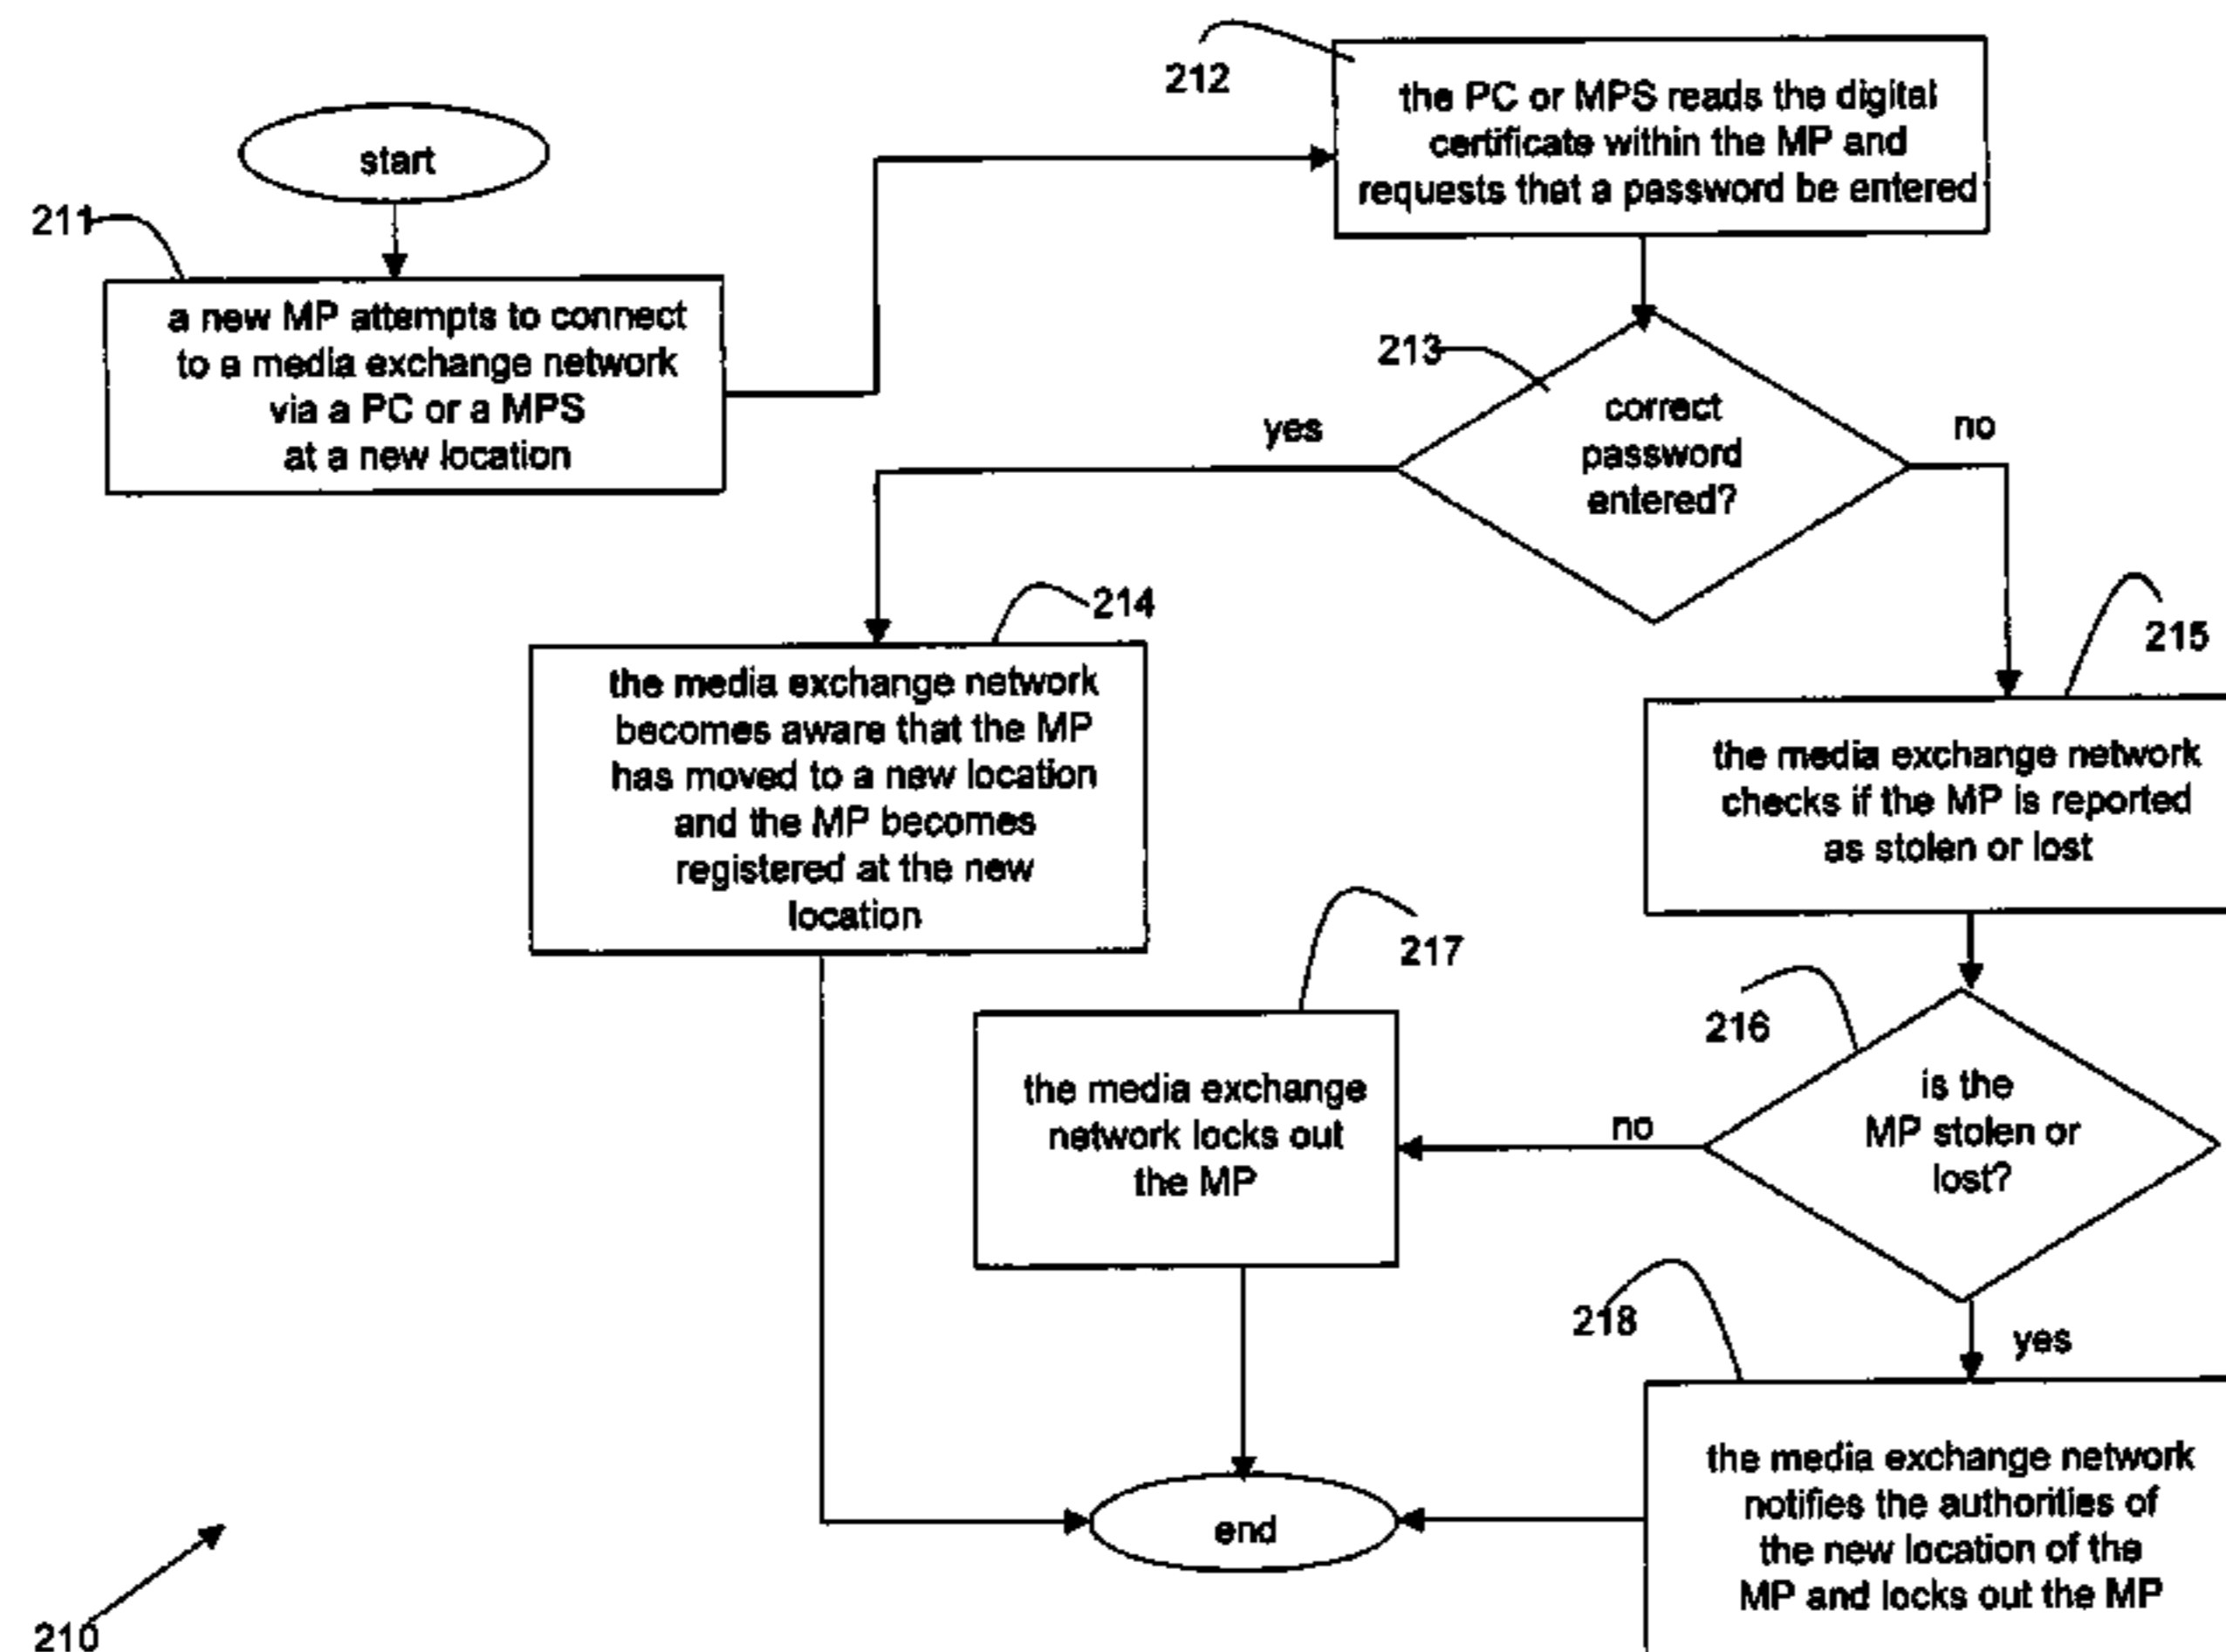 start
211
a new MP attempts to connect
to a media exchange network
via a PC or a MPS
at a new location
212
the PC or MPS reads the digital
certificate within the MP and
requests that a password be entered
213
correct
password
entered?
yes
no
214
the media exchange network
becomes aware that the MP
has moved to a new location
and the MP becomes
registered at the new
location
215
the media exchange network
checks if the MP is reported
as stolen or lost
216
is the
MP stolen or
lost?
no
yes
217
the media exchange
network locks out
the MP
218
the media exchange network
notifies the authorities of
the new location of the
MP and locks out the MP
end
210